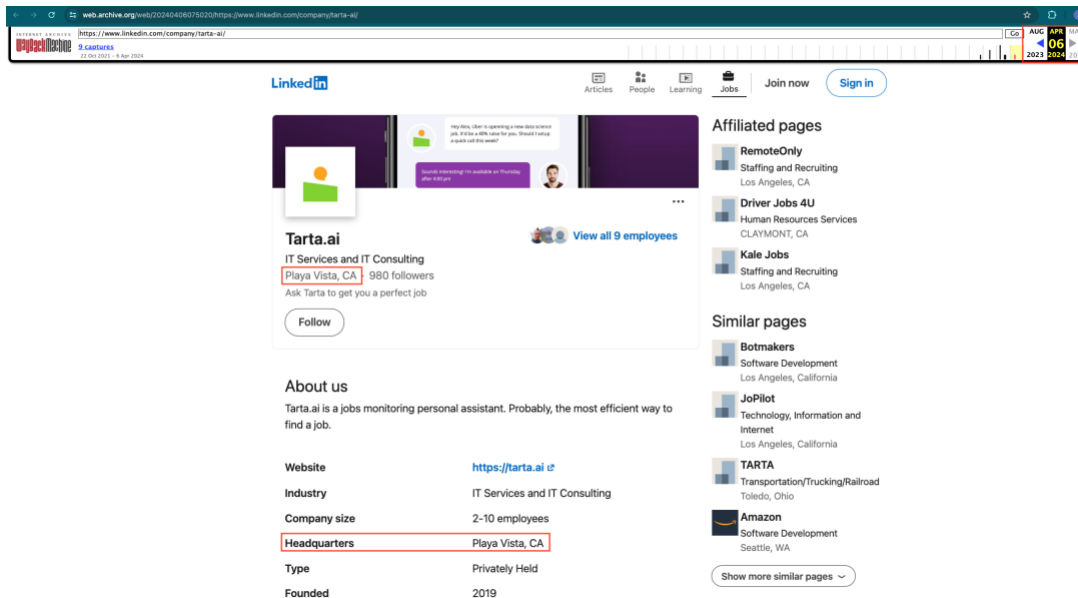 web.archive.org/web/20240406075020/https://www.linkedin.com/company/tarta-ai/
INTERNET ARCHIVE
WayBackMachine
https://www.linkedin.com/company/tarta-ai/
Go
AUG APR MA
9 captures
06
22 Oct 2021 - 6 Apr 2024
2023 2024 20
Linked in
Articles
People
Learning
Jobs
Join now
Sign in
Hey Alex, Uber is openning a new data science
job. It'd be a 40% raise for you. Should I setup
a quick call this week?
Sounds interesting! I'm available on Thursday
after 4:00 pm
Tarta.ai
View all 9 employees
IT Services and IT Consulting
Playa Vista, CA 980 followers
Ask Tarta to get you a perfect job
Follow
About us
Tarta.ai is a jobs monitoring personal assistant. Probably, the most efficient way to
find a job.
Website https://tarta.ai
Industry IT Services and IT Consulting
Company size 2-10 employees
Headquarters Playa Vista, CA
Type Privately Held
Founded 2019
Affiliated pages
RemoteOnly
Staffing and Recruiting
Los Angeles, CA
Driver Jobs 4U
Human Resources Services
CLAYMONT, CA
Kale Jobs
Staffing and Recruiting
Los Angeles, CA
Similar pages
Botmakers
Software Development
Los Angeles, California
JoPilot
Technology, Information and
Internet
Los Angeles, California
TARTA
Transportation/Trucking/Railroad
Toledo, Ohio
Amazon
Software Development
Seattle, WA
Show more similar pages